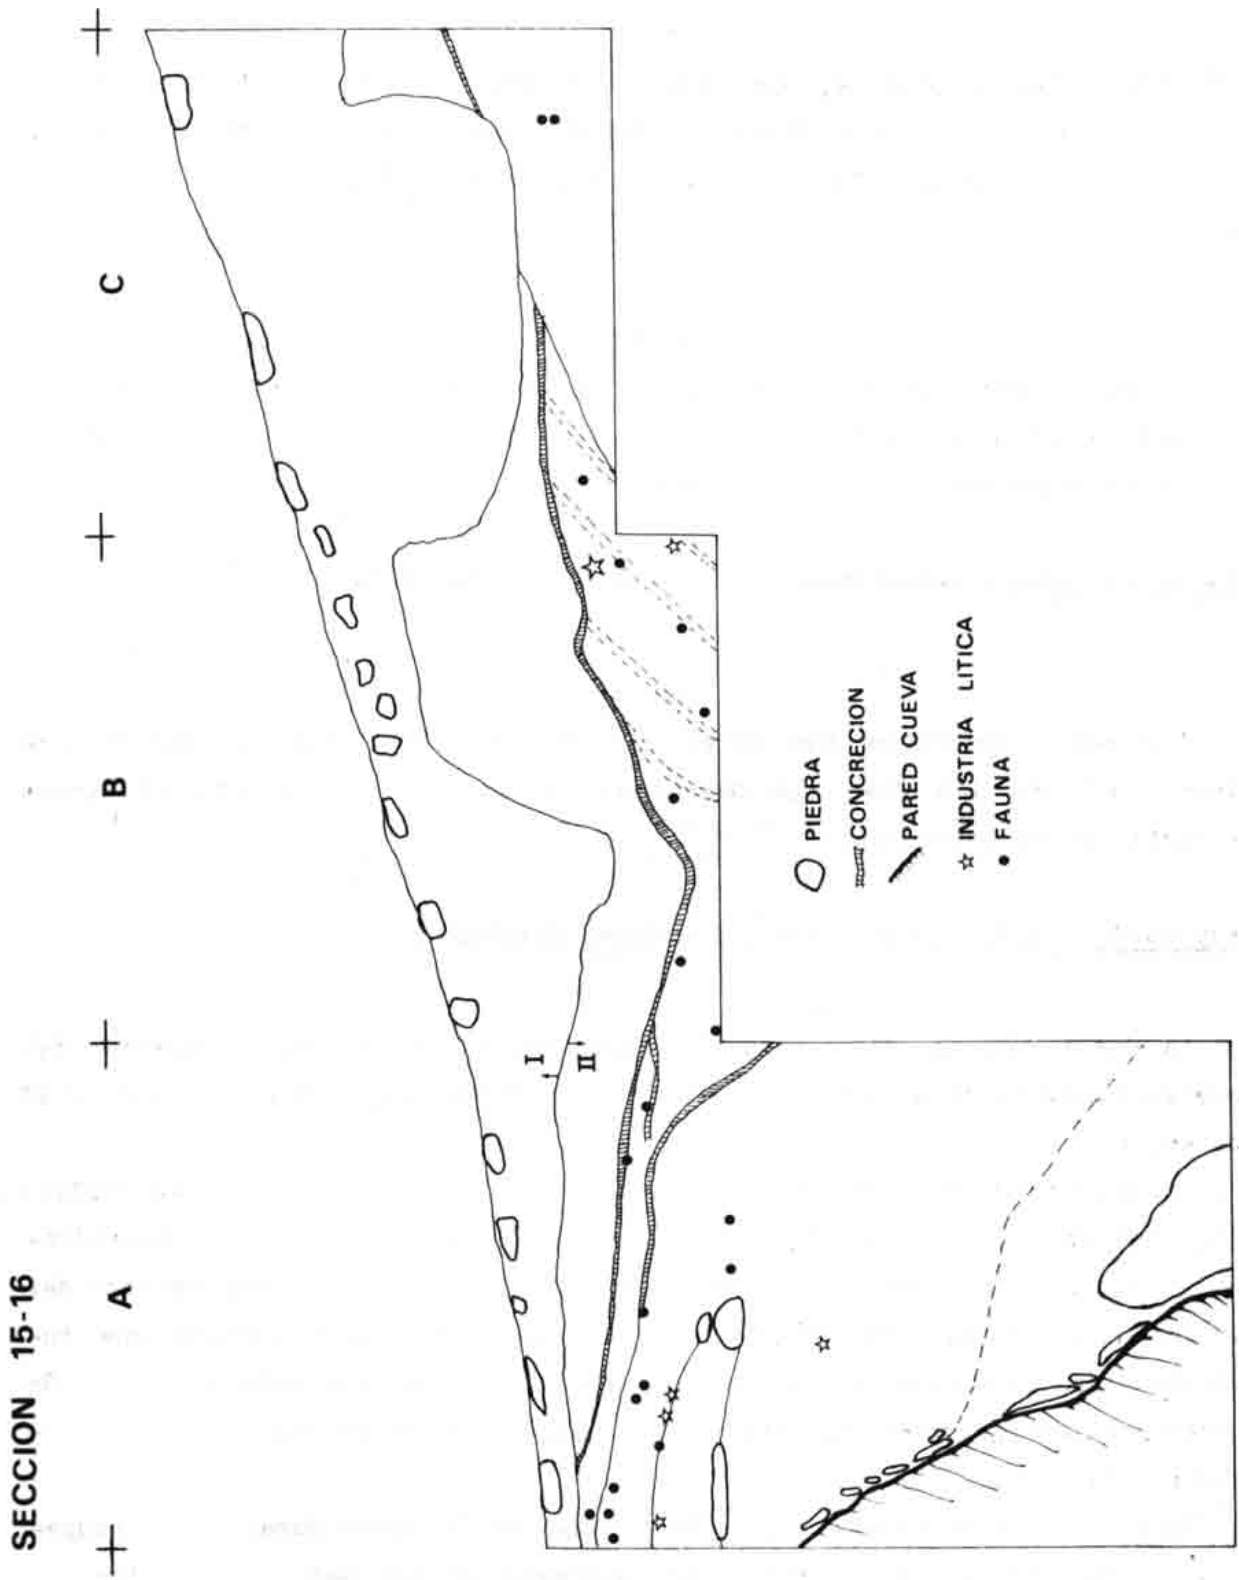 SECCION 15-16
A
B
C
I
II
PIEDRA
CONCRECION
PARED CUEVA
INDUSTRIA LITICA
FAUNA